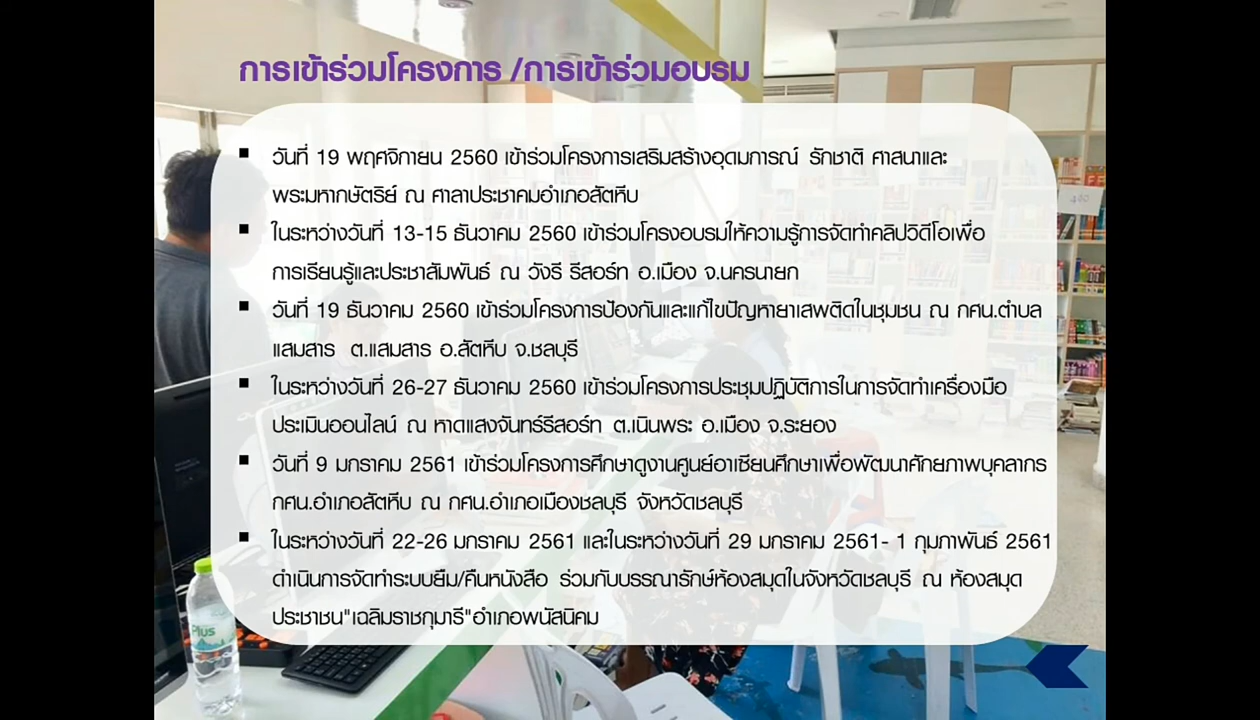 การเข้าร่วมโครงการ /การเข้าร่วมอบรม
▪ วันที่ 19 พฤศจิกายน 2560 เข้าร่วมโครงการเสริมสร้างอุดมการณ์ รักชาติ ศาสนาและ
พระมหากษัตริย์ ณ ศาลาประชาคมอำเภอสัตหีบ
▪ ในระหว่างวันที่ 13-15 ธันวาคม 2560 เข้าร่วมโครงอบรมให้ความรู้การจัดทำคลิปวิดีโอเพื่อ
การเรียนรู้และประชาสัมพันธ์ ณ วังรี รีสอร์ท อ.เมือง จ.นครนายก
▪ วันที่ 19 ธันวาคม 2560 เข้าร่วมโครงการป้องกันและแก้ไขปัญหายาเสพติดในชุมชน ณ กศน.ตำบล
แสมสาร ต.แสมสาร อ.สัตหีบ จ.ชลบุรี
▪ ในระหว่างวันที่ 26-27 ธันวาคม 2560 เข้าร่วมโครงการประชุมปฏิบัติการในการจัดทำเครื่องมือ
ประเมินออนไลน์ ณ หาดแสงจันทร์รีสอร์ท ต.เนินพระ อ.เมือง จ.ระยอง
▪ วันที่ 9 มกราคม 2561 เข้าร่วมโครงการศึกษาดูงานศูนย์อาเซียนศึกษาเพื่อพัฒนาศักยภาพบุคลากร
กศน.อำเภอสัตหีบ ณ กศน.อำเภอเมืองชลบุรี จังหวัดชลบุรี
▪ ในระหว่างวันที่ 22-26 มกราคม 2561 และในระหว่างวันที่ 29 มกราคม 2561- 1 กุมภาพันธ์ 2561
ดำเนินการจัดทำระบบยืม/คืนหนังสือ ร่วมกับบรรณารักษ์ห้องสมุดในจังหวัดชลบุรี ณ ห้องสมุด
ประชาชน"เฉลิมราชกุมารี"อำเภอพนัสนิคม
Plus